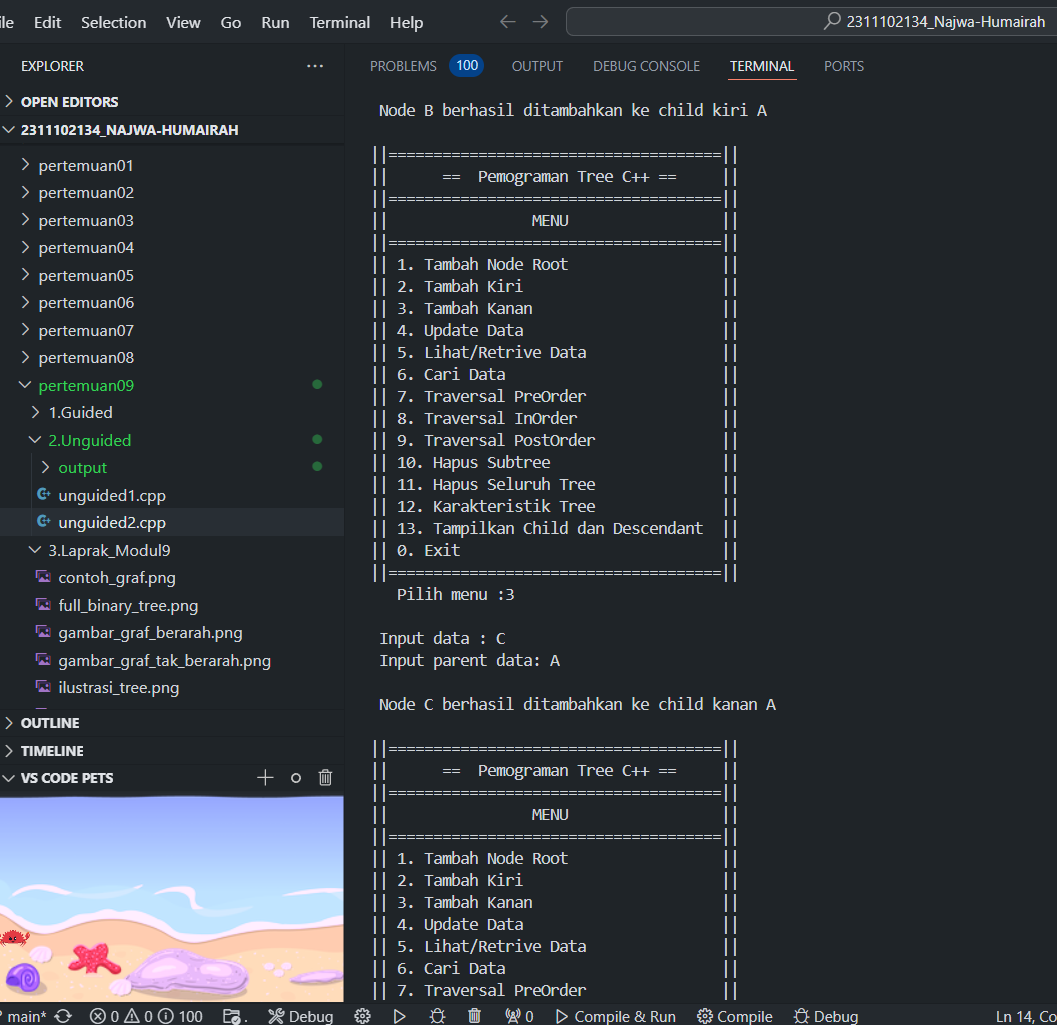 File Edit Selection View Go Run Terminal Help
2311102134_Najwa-Humairah
EXPLORER
OPEN EDITORS
2311102134_NAJWA-HUMAIRAH
pertemuan01
pertemuan02
pertemuan03
pertemuan04
pertemuan05
pertemuan06
pertemuan07
pertemuan08
pertemuan09
1.Guided
2.Unguided
output
unguided1.cpp
unguided2.cpp
3.Laprak_Modul9
contoh_graf.png
full_binary_tree.png
gambar_graf_berarah.png
gambar_graf_tak_berarah.png
ilustrasi_tree.png
OUTLINE
TIMELINE
VS CODE PETS
PROBLEMS 100 OUTPUT DEBUG CONSOLE TERMINAL PORTS
Node B berhasil ditambahkan ke child kiri A
||=====================================||
|| == Pemograman Tree C++ == ||
||=====================================||
|| MENU ||
||=====================================||
|| 1. Tambah Node Root ||
|| 2. Tambah Kiri ||
|| 3. Tambah Kanan ||
|| 4. Update Data ||
|| 5. Lihat/Retrive Data ||
|| 6. Cari Data ||
|| 7. Traversal PreOrder ||
|| 8. Traversal InOrder ||
|| 9. Traversal PostOrder ||
|| 10. Hapus Subtree ||
|| 11. Hapus Seluruh Tree ||
|| 12. Karakteristik Tree ||
|| 13. Tampilkan Child dan Descendant ||
|| 0. Exit ||
||=====================================||
Pilih menu :3
Input data : C
Input parent data: A
Node C berhasil ditambahkan ke child kanan A
||=====================================||
|| == Pemograman Tree C++ == ||
||=====================================||
|| MENU ||
||=====================================||
|| 1. Tambah Node Root ||
|| 2. Tambah Kiri ||
|| 3. Tambah Kanan ||
|| 4. Update Data ||
|| 5. Lihat/Retrive Data ||
|| 6. Cari Data ||
|| 7. Traversal PreOrder ||
main* 0 0 100 Debug 0 Compile & Run Compile Debug Ln 14, Co